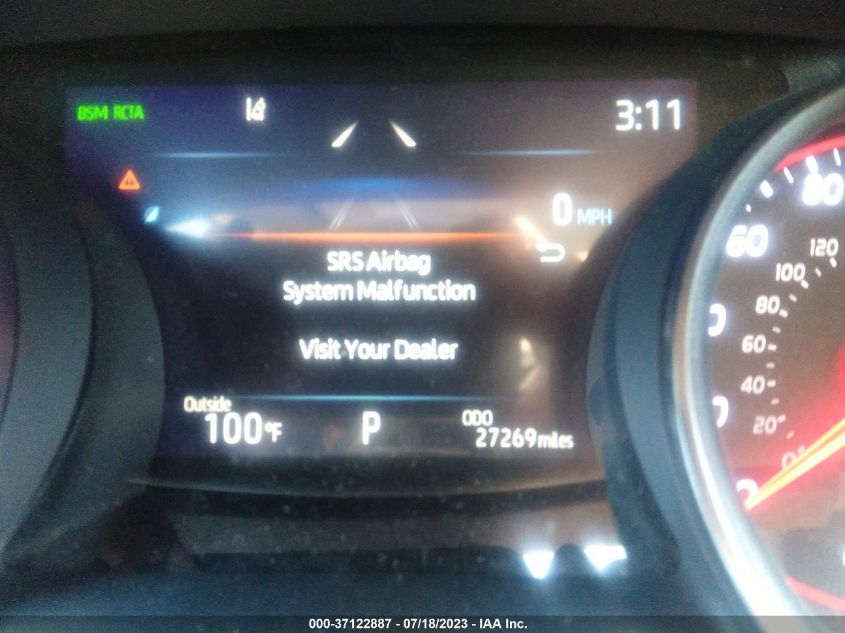 BSM RCTA
3:11
0 MPH
SRS Airbag
System Malfunction
Visit Your Dealer
Outside
100°F
P
ODO
27269 miles
80
60
120
100
80
60
40
20
000-37122887 - 07/18/2023 - IAA Inc.